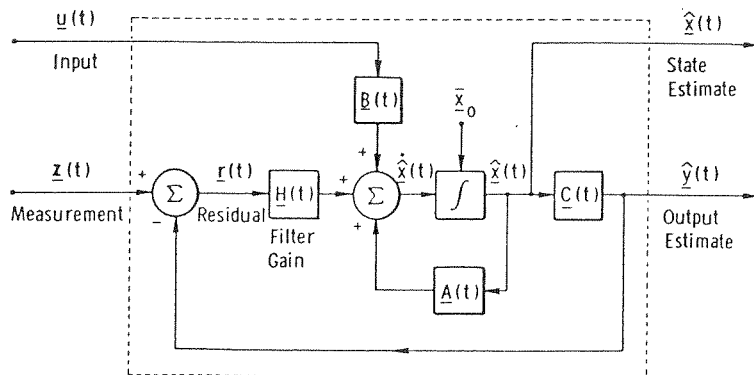 u(t)
Input
x̂(t)
State
Estimate
B(t)
x̄₀
z(t)
Measurement
+
−
Σ
r(t)
Residual
H(t)
Filter
Gain
+
+
+
Σ
x̂̇(t)
∫
x̂(t)
C(t)
ŷ(t)
Output
Estimate
A(t)